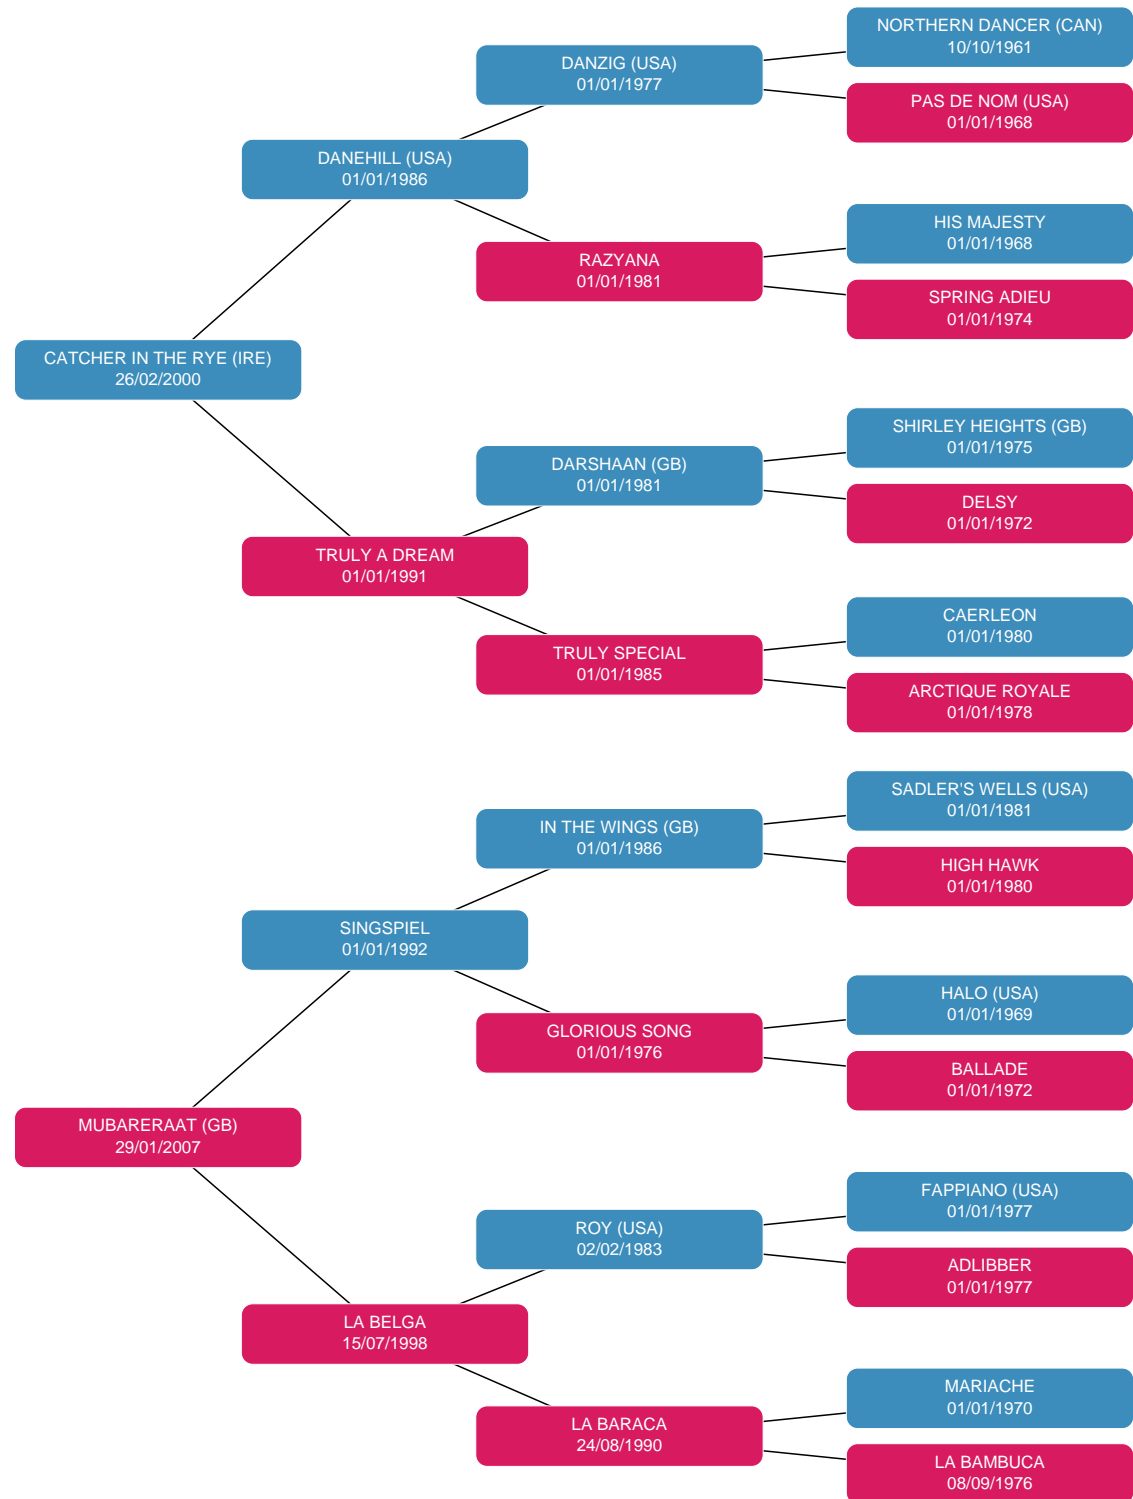 NORTHERN DANCER (CAN)
10/10/1961
DANZIG (USA)
01/01/1977
PAS DE NOM (USA)
01/01/1968
DANEHILL (USA)
01/01/1986
HIS MAJESTY
01/01/1968
RAZYANA
01/01/1981
SPRING ADIEU
01/01/1974
CATCHER IN THE RYE (IRE)
26/02/2000
SHIRLEY HEIGHTS (GB)
01/01/1975
DARSHAAN (GB)
01/01/1981
DELSY
01/01/1972
TRULY A DREAM
01/01/1991
CAERLEON
01/01/1980
TRULY SPECIAL
01/01/1985
ARCTIQUE ROYALE
01/01/1978
SADLER'S WELLS (USA)
01/01/1981
IN THE WINGS (GB)
01/01/1986
HIGH HAWK
01/01/1980
SINGSPIEL
01/01/1992
HALO (USA)
01/01/1969
GLORIOUS SONG
01/01/1976
BALLADE
01/01/1972
MUBARERAAT (GB)
29/01/2007
FAPPIANO (USA)
01/01/1977
ROY (USA)
02/02/1983
ADLIBBER
01/01/1977
LA BELGA
15/07/1998
MARIACHE
01/01/1970
LA BARACA
24/08/1990
LA BAMBUCA
08/09/1976